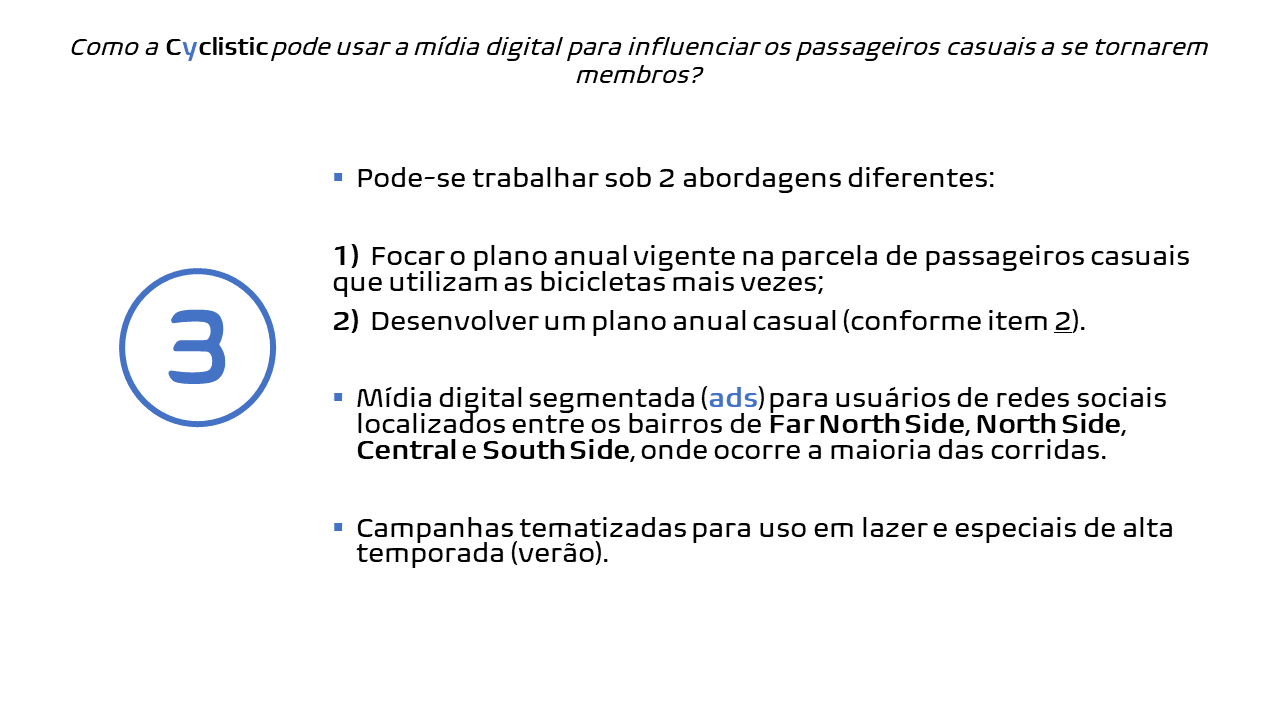 Como a Cyclistic pode usar a mídia digital para influenciar os passageiros casuais a se tornarem
membros?
▪ Pode-se trabalhar sob 2 abordagens diferentes:
1) Focar o plano anual vigente na parcela de passageiros casuais
que utilizam as bicicletas mais vezes;
2) Desenvolver um plano anual casual (conforme item 2).
3
▪ Mídia digital segmentada (ads) para usuários de redes sociais
localizados entre os bairros de Far North Side, North Side,
Central e South Side, onde ocorre a maioria das corridas.
▪ Campanhas tematizadas para uso em lazer e especiais de alta
temporada (verão).